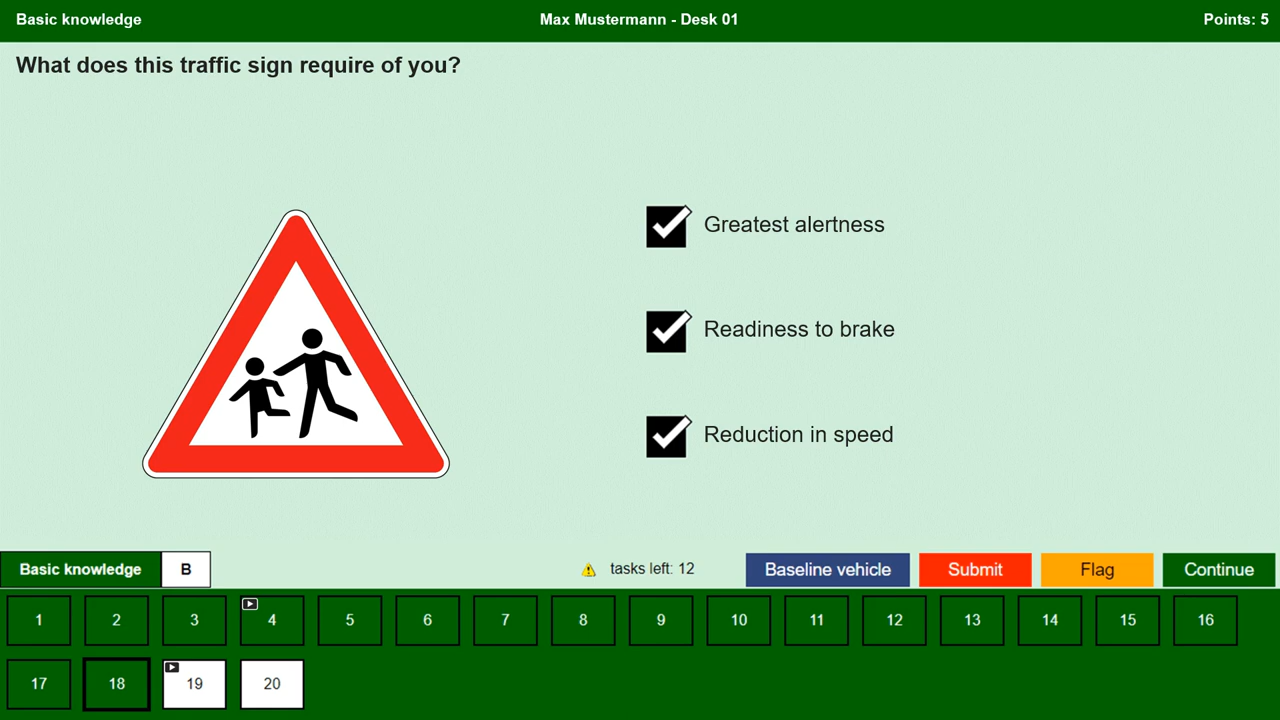 Basic knowledge Max Mustermann - Desk 01 Points: 5
What does this traffic sign require of you?
Greatest alertness
Readiness to brake
Reduction in speed
Basic knowledge B tasks left: 12 Baseline vehicle Submit Flag Continue
1 2 3 4 5 6 7 8 9 10 11 12 13 14 15 16
17 18 19 20